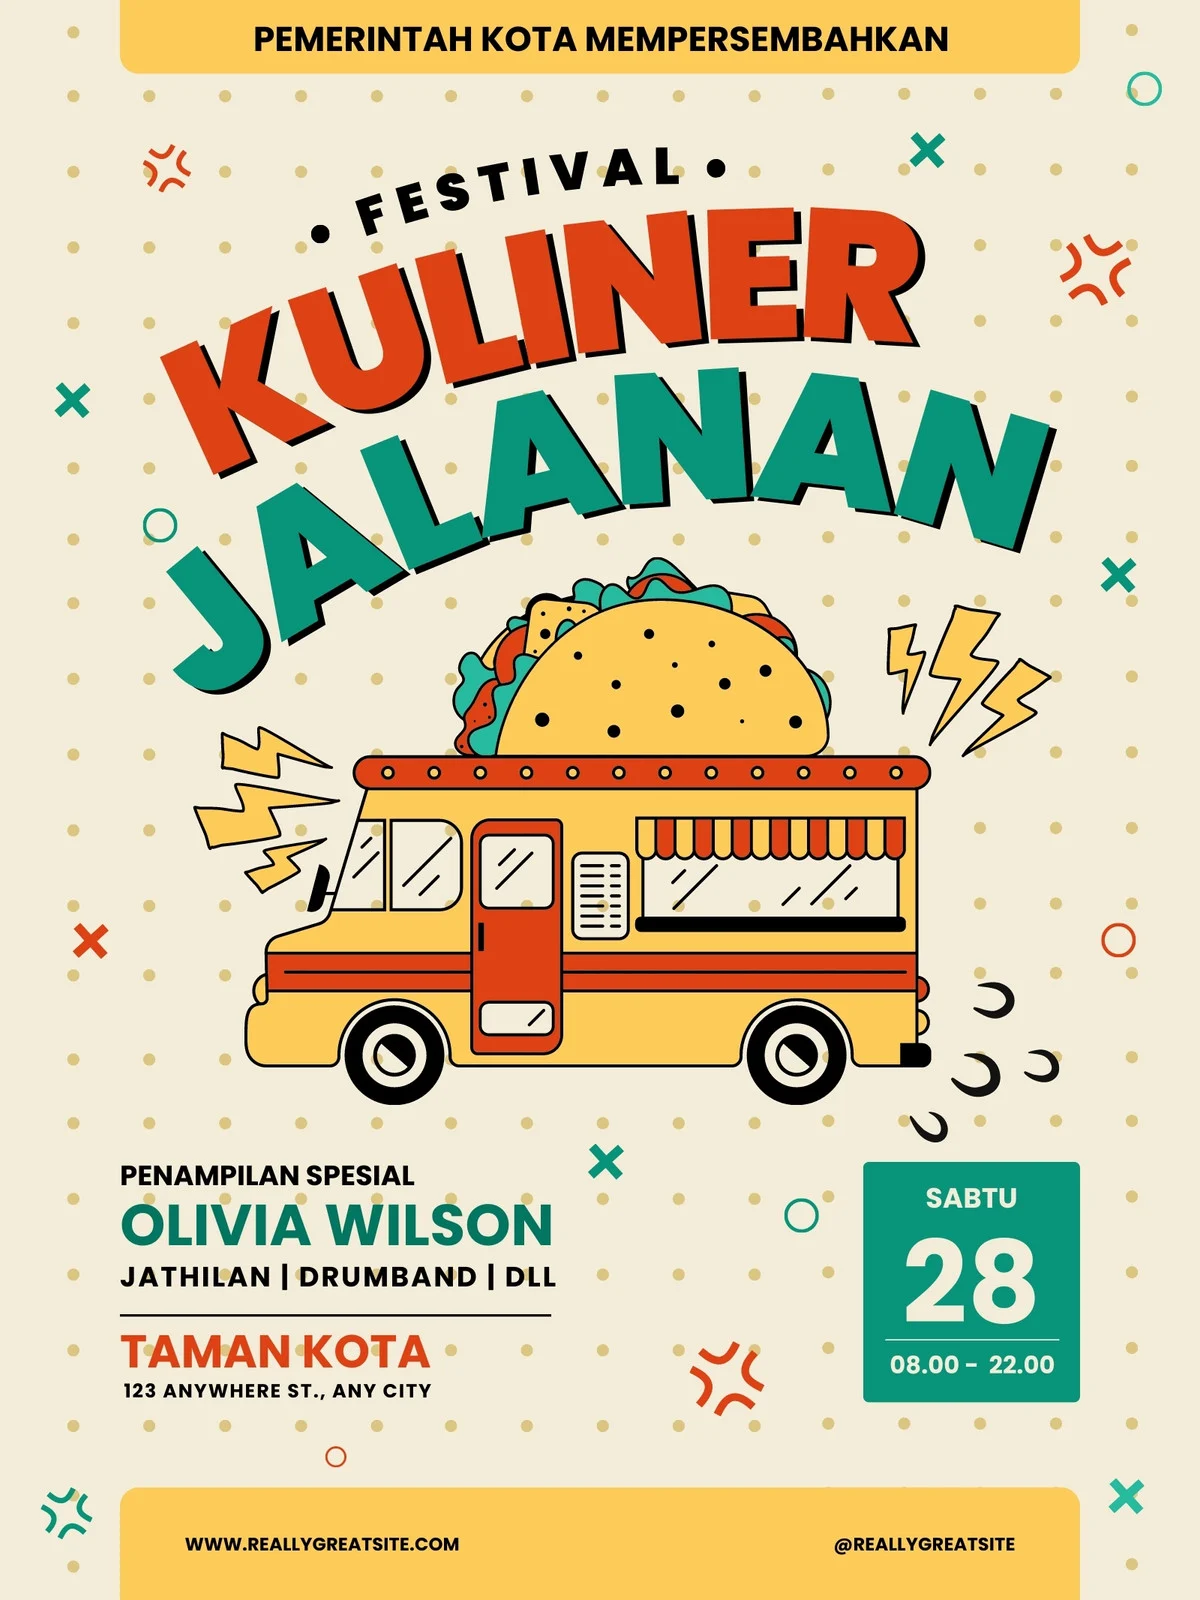 PEMERINTAH KOTA MEMPERSEMBAHKAN
• FESTIVAL •
KULINER
JALANAN
PENAMPILAN SPESIAL
OLIVIA WILSON
JATHILAN | DRUMBAND | DLL
TAMAN KOTA
123 ANYWHERE ST., ANY CITY
SABTU
28
08.00 - 22.00
WWW.REALLYGREATSITE.COM
@REALLYGREATSITE